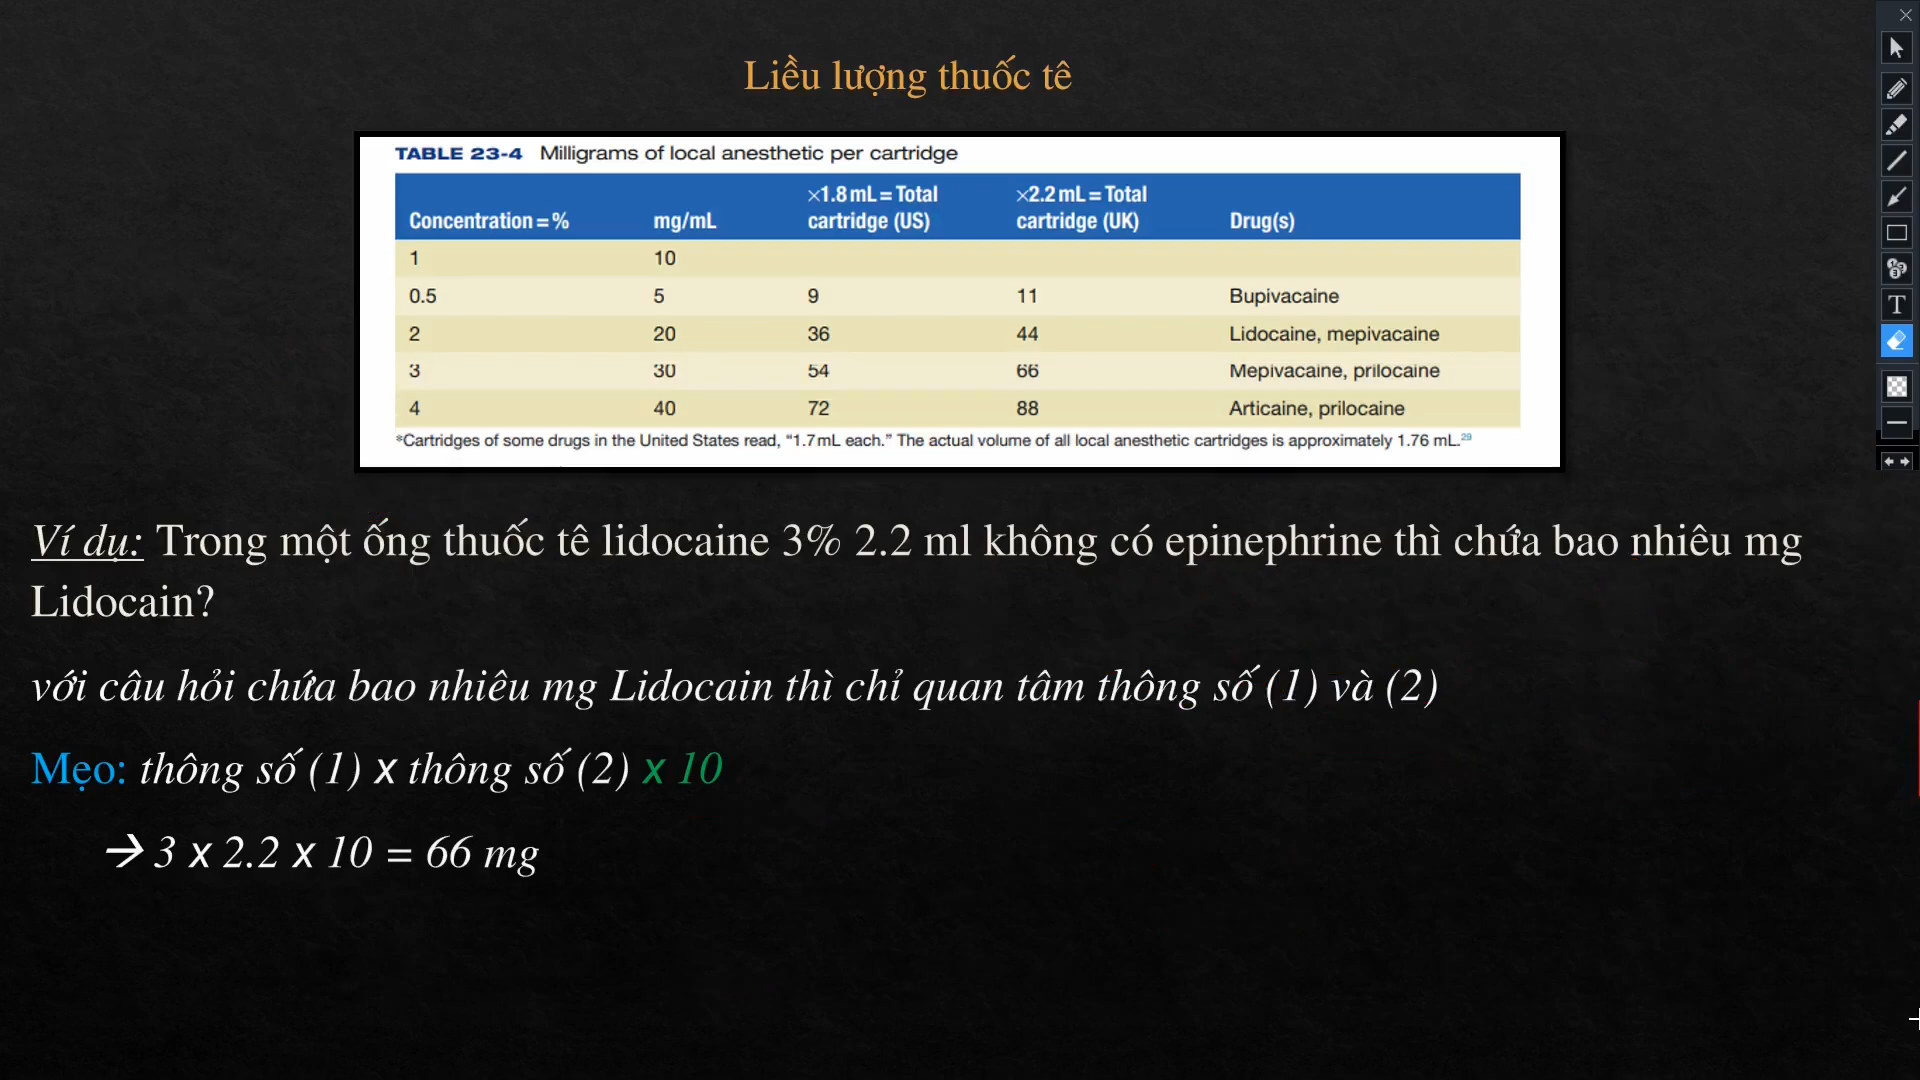 Liều lượng thuốc tê
TABLE 23-4 Milligrams of local anesthetic per cartridge
Concentration = % mg/mL ×1.8 mL = Total cartridge (US) ×2.2 mL = Total cartridge (UK) Drug(s)
1 10
0.5 5 9 11 Bupivacaine
2 20 36 44 Lidocaine, mepivacaine
3 30 54 66 Mepivacaine, prilocaine
4 40 72 88 Articaine, prilocaine
*Cartridges of some drugs in the United States read, “1.7 mL each.” The actual volume of all local anesthetic cartridges is approximately 1.76 mL.29
Ví dụ: Trong một ống thuốc tê lidocaine 3% 2.2 ml không có epinephrine thì chứa bao nhiêu mg
Lidocain?
với câu hỏi chứa bao nhiêu mg Lidocain thì chỉ quan tâm thông số (1) và (2)
Mẹo: thông số (1) x thông số (2) x 10
→ 3 x 2.2 x 10 = 66 mg